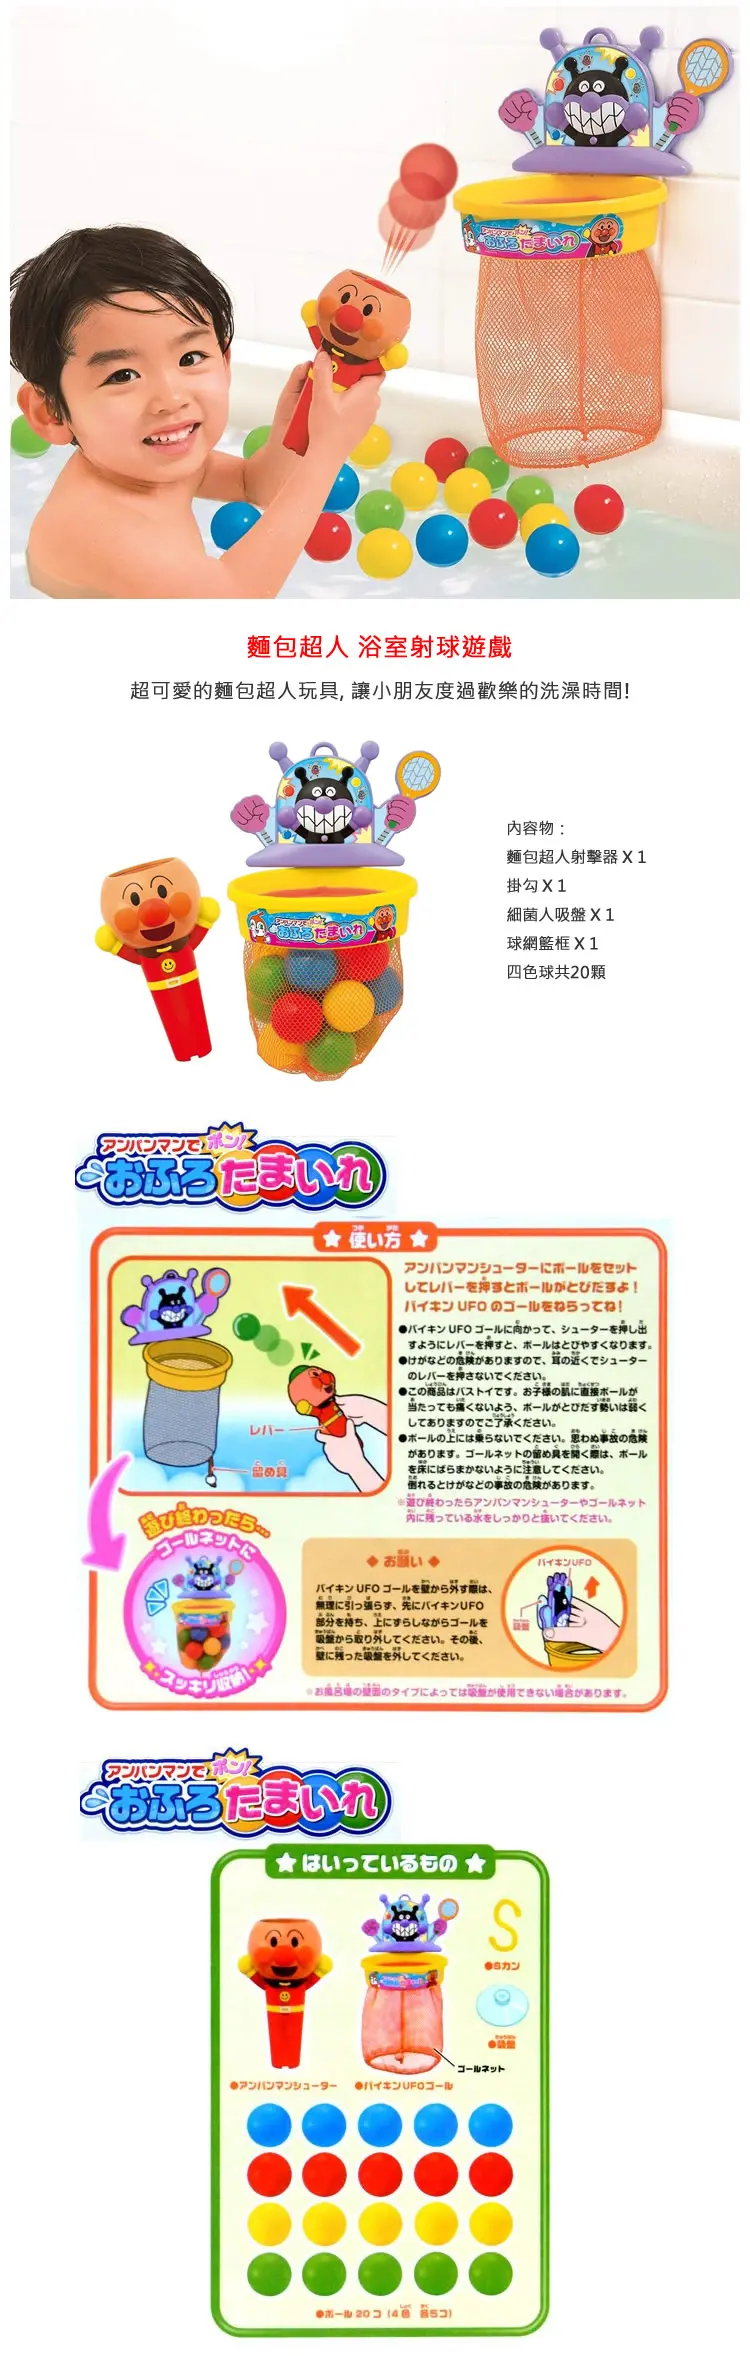 アンパンマンでポン!
おふろたまいれ
麵包超人 浴室射球遊戲
超可愛的麵包超人玩具, 讓小朋友度過歡樂的洗澡時間!
アンパンマンでポン!
おふろたまいれ
內容物：
麵包超人射擊器 X 1
掛勾 X 1
細菌人吸盤 X 1
球網籃框 X 1
四色球共20顆
アンパンマンでポン!
おふろたまいれ
★ 使い方 ★
アンパンマンシューターにボールをセット
してレバーを押すとボールがとびだすよ！
バイキンUFOのゴールをねらってね！
●バイキンUFOゴールに向かって、シューターを押し出
すようにレバーを押すと、ボールはとびやすくなります。
●けがなどの危険がありますので、耳の近くでシューター
のレバーを押さないでください。
●この商品はバストイです。お子様の肌に直接ボールが
当たっても痛くないよう、ボールがとびだす勢いは弱く
してありますのでご了承ください。
●ボールの上には乗らないでください。思わぬ事故の危険
があります。ゴールネットの留め具を開く際は、ボール
を床にばらまかないように注意してください。
倒れるとけがなどの事故の危険があります。
※遊び終わったらアンパンマンシューターやゴールネット
内に残っている水をしっかりと抜いてください。
レバー
留め具
遊び終わったら…
ゴールネットに
スッキリ収納!
◆ お願い ◆
バイキンUFOゴールを壁から外す際は、
無理に引っ張らず、先にバイキンUFO
部分を持ち、上にずらしながらゴールを
吸盤から取り外してください。その後、
壁に残った吸盤を外してください。
バイキンUFO
吸盤
※お風呂場の壁面のタイプによっては吸盤が使用できない場合があります。
アンパンマンでポン!
おふろたまいれ
★ はいっているもの ★
●Sカン
●吸盤
ゴールネット
●アンパンマンシューター
●バイキンUFOゴール
●ボール20コ（4色 各5コ）